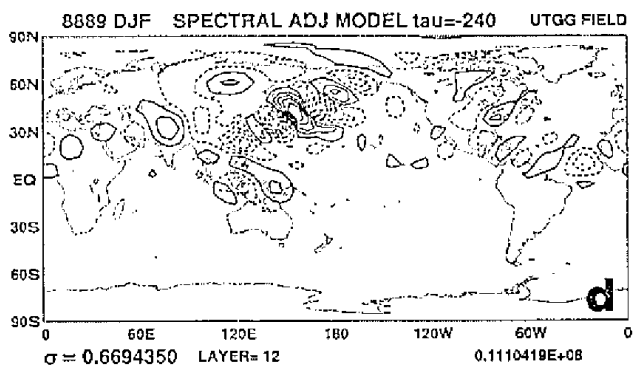 8889 DJF SPECTRAL ADJ MODEL tau=-240 UTGG FIELD
90N
60N
30N
EQ
30S
60S
90S
d
0 60E 120E 180 120W 60W 0
σ = 0.6694350 LAYER= 12 0.1110419E+08